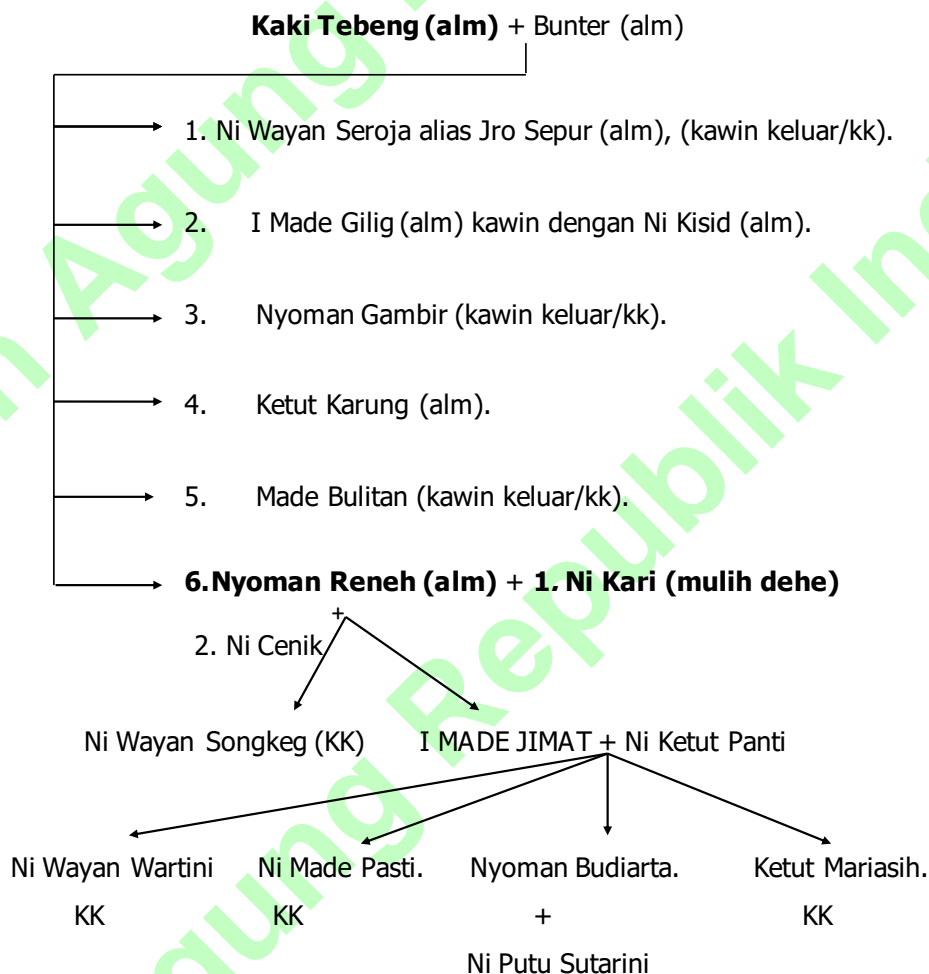 Kaki Tebeng (alm) + Bunter (alm)
1. Ni Wayan Seroja alias Jro Sepur (alm), (kawin keluar/kk).
2. I Made Gilig (alm) kawin dengan Ni Kisid (alm).
3. Nyoman Gambir (kawin keluar/kk).
4. Ketut Karung (alm).
5. Made Bulitan (kawin keluar/kk).
6.Nyoman Reneh (alm) + 1. Ni Kari (mulih dehe)
+
2. Ni Cenik
Ni Wayan Songkeg (KK) I MADE JIMAT + Ni Ketut Panti
Ni Wayan Wartini Ni Made Pasti. Nyoman Budiarta. Ketut Mariasih.
KK KK + KK
Ni Putu Sutarini
n Agung
Agung Republik Ind